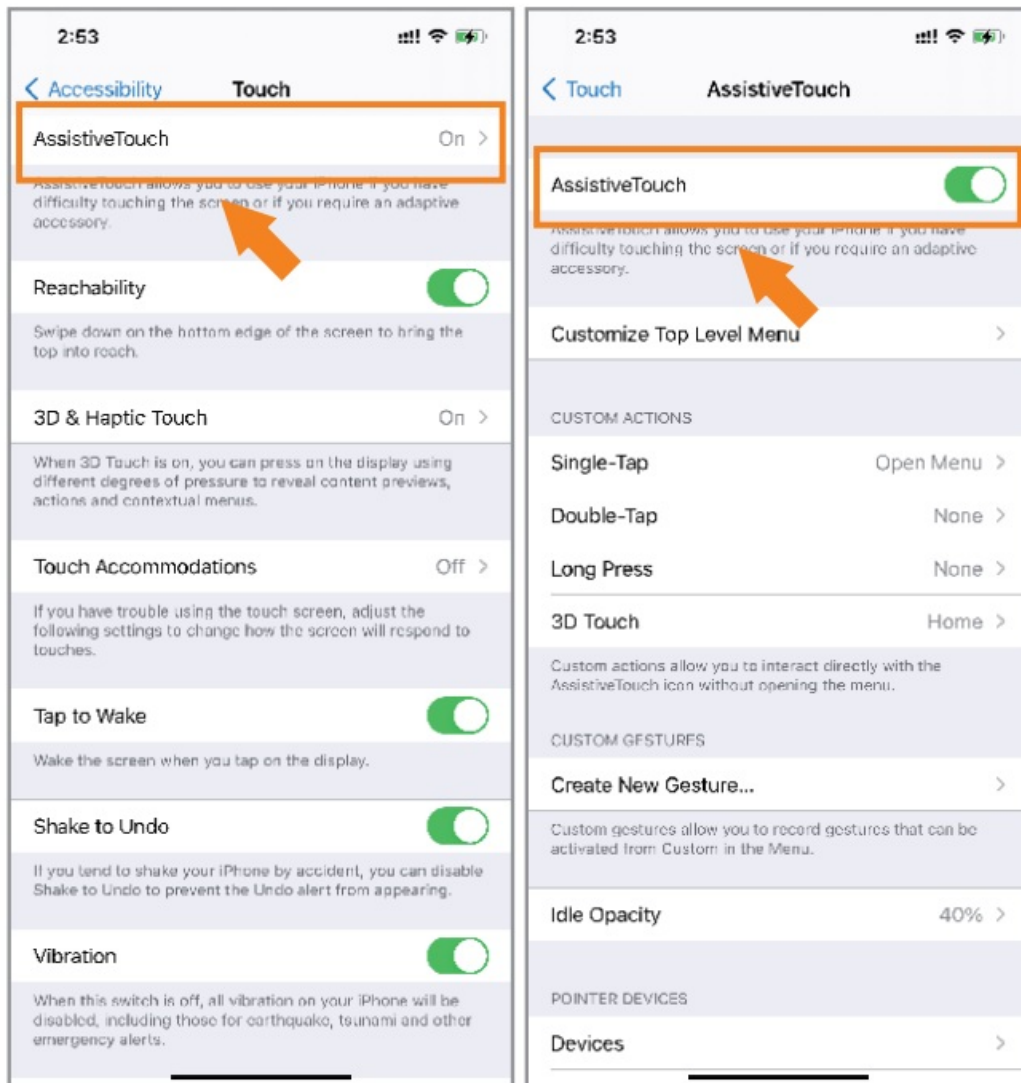 2:53
Accessibility Touch
AssistiveTouch On
AssistiveTouch allows you to use your iPhone if you have
difficulty touching the screen or if you require an adaptive
accessory.
Reachability
Swipe down on the bottom edge of the screen to bring the
top into reach.
3D & Haptic Touch On
When 3D Touch is on, you can press on the display using
different degrees of pressure to reveal content previews,
actions and contextual menus.
Touch Accommodations Off
If you have trouble using the touch screen, adjust the
following settings to change how the screen will respond to
touches.
Tap to Wake
Wake the screen when you tap on the display.
Shake to Undo
If you tend to shake your iPhone by accident, you can disable
Shake to Undo to prevent the Undo alert from appearing.
Vibration
When this switch is off, all vibration on your iPhone will be
disabled, including those for earthquake, tsunami and other
emergency alerts.
2:53
Touch AssistiveTouch
AssistiveTouch
AssistiveTouch allows you to use your iPhone if you have
difficulty touching the screen or if you require an adaptive
accessory.
Customize Top Level Menu
CUSTOM ACTIONS
Single-Tap Open Menu
Double-Tap None
Long Press None
3D Touch Home
Custom actions allow you to interact directly with the
AssistiveTouch icon without opening the menu.
CUSTOM GESTURES
Create New Gesture...
Custom gestures allow you to record gestures that can be
activated from Custom in the Menu.
Idle Opacity 40%
POINTER DEVICES
Devices